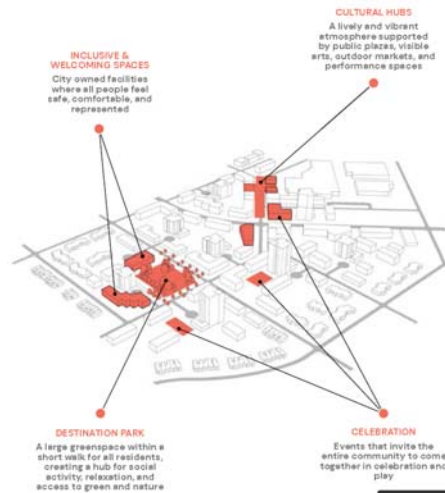 CULTURAL HUBS
A lively and vibrant
atmosphere supported
by public plazas, visible
arts, outdoor markets, and
performance spaces
INCLUSIVE &
WELCOMING SPACES
City owned facilities
where all people feel
safe, comfortable, and
represented
DESTINATION PARK
A large greenspace within a
short walk for all residents,
creating a hub for social
activity, relaxation, and
access to green and nature
CELEBRATION
Events that invite the
entire community to come
together in celebration and
play